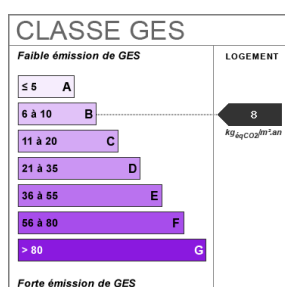 CLASSE GES
Faible émission de GES
LOGEMENT
≤ 5 A
6 à 10 B
8
kgéqCO2/m².an
11 à 20 C
21 à 35 D
36 à 55 E
56 à 80 F
> 80 G
Forte émission de GES